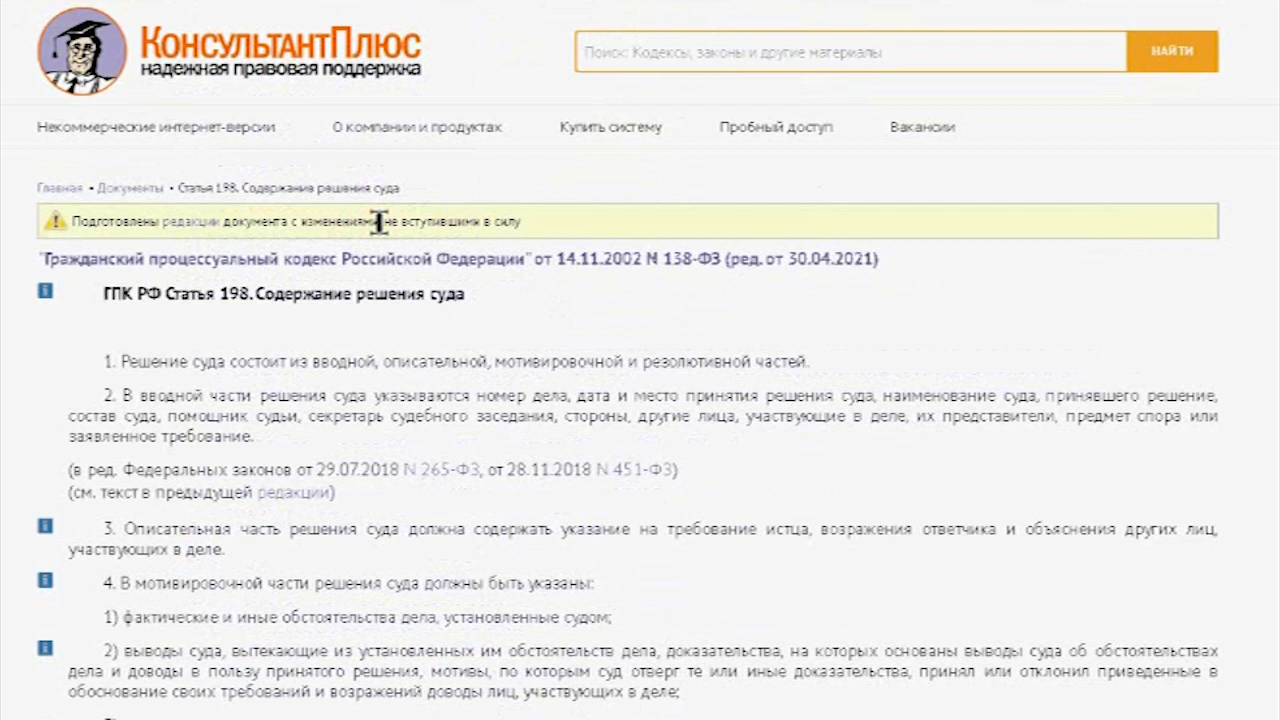 КонсультантПлюс
надежная правовая поддержка
Поиск: Кодексы, законы и другие материалы
НАЙТИ
Некоммерческие интернет-версии
О компании и продуктах
Купить систему
Пробный доступ
Вакансии
Главная • Документы • Статья 198. Содержание решения суда
Подготовлены редакции документа с изменениями не вступившими в силу
"Гражданский процессуальный кодекс Российской Федерации" от 14.11.2002 N 138-ФЗ (ред. от 30.04.2021)
ГПК РФ Статья 198. Содержание решения суда
1. Решение суда состоит из вводной, описательной, мотивировочной и резолютивной частей.
2. В вводной части решения суда указываются номер дела, дата и место принятия решения суда, наименование суда, принявшего решение,
состав суда, помощник судьи, секретарь судебного заседания, стороны, другие лица, участвующие в деле, их представители, предмет спора или
заявленное требование.
(в ред. Федеральных законов от 29.07.2018 N 265-ФЗ, от 28.11.2018 N 451-ФЗ)
(см. текст в предыдущей редакции)
3. Описательная часть решения суда должна содержать указание на требование истца, возражения ответчика и объяснения других лиц,
участвующих в деле.
4. В мотивировочной части решения суда должны быть указаны:
1) фактические и иные обстоятельства дела, установленные судом;
2) выводы суда, вытекающие из установленных им обстоятельств дела, доказательства, на которых основаны выводы суда об обстоятельствах
дела и доводы в пользу принятого решения, мотивы, по которым суд отверг те или иные доказательства, принял или отклонил приведенные в
обоснование своих требований и возражений доводы лиц, участвующих в деле;